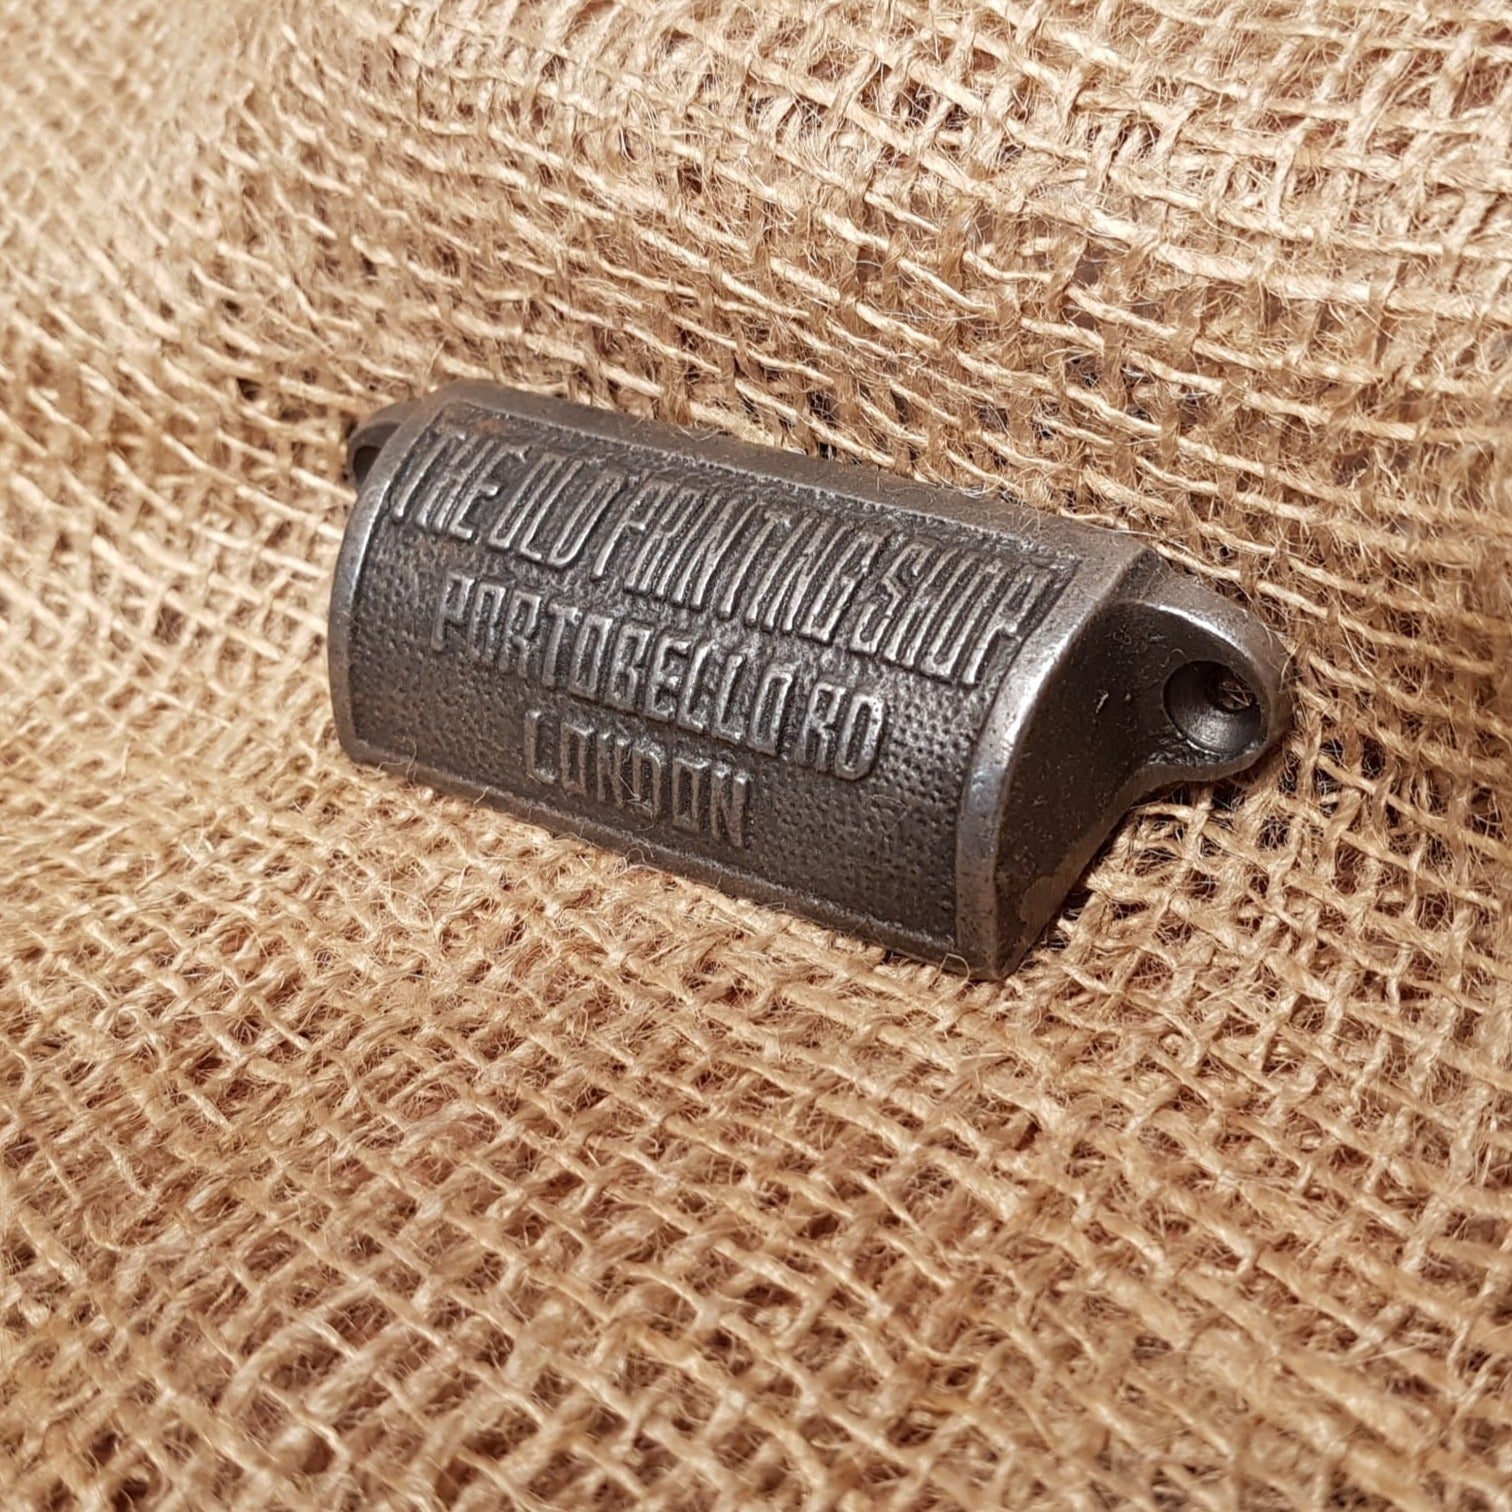 THE OLD PRINTING SHOP
PORTOBELLO RD
LONDON